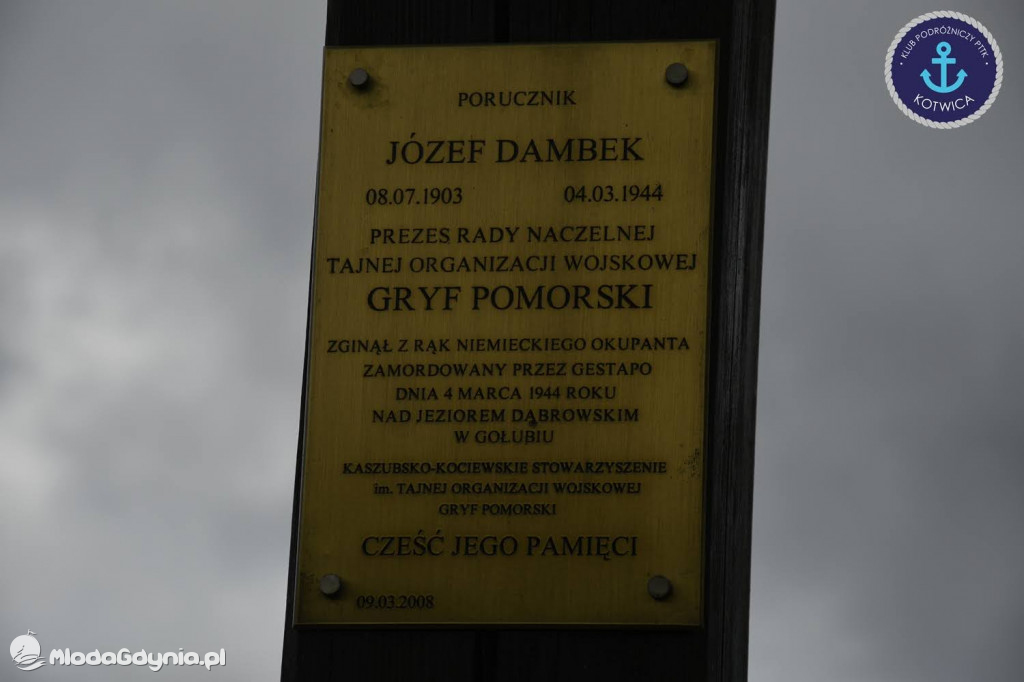 KLUB PODRÓŻNICZY PTTK
KOTWICA
PORUCZNIK
JÓZEF DAMBEK
08.07.1903 04.03.1944
PREZES RADY NACZELNEJ
TAJNEJ ORGANIZACJI WOJSKOWEJ
GRYF POMORSKI
ZGINĄŁ Z RĄK NIEMIECKIEGO OKUPANTA
ZAMORDOWANY PRZEZ GESTAPO
DNIA 4 MARCA 1944 ROKU
NAD JEZIOREM DĄBROWSKIM
W GOŁUBIU
KASZUBSKO-KOCIEWSKIE STOWARZYSZENIE
im. TAJNEJ ORGANIZACJI WOJSKOWEJ
GRYF POMORSKI
CZEŚĆ JEGO PAMIĘCI
09.03.2008
MlodaGdynia.pl